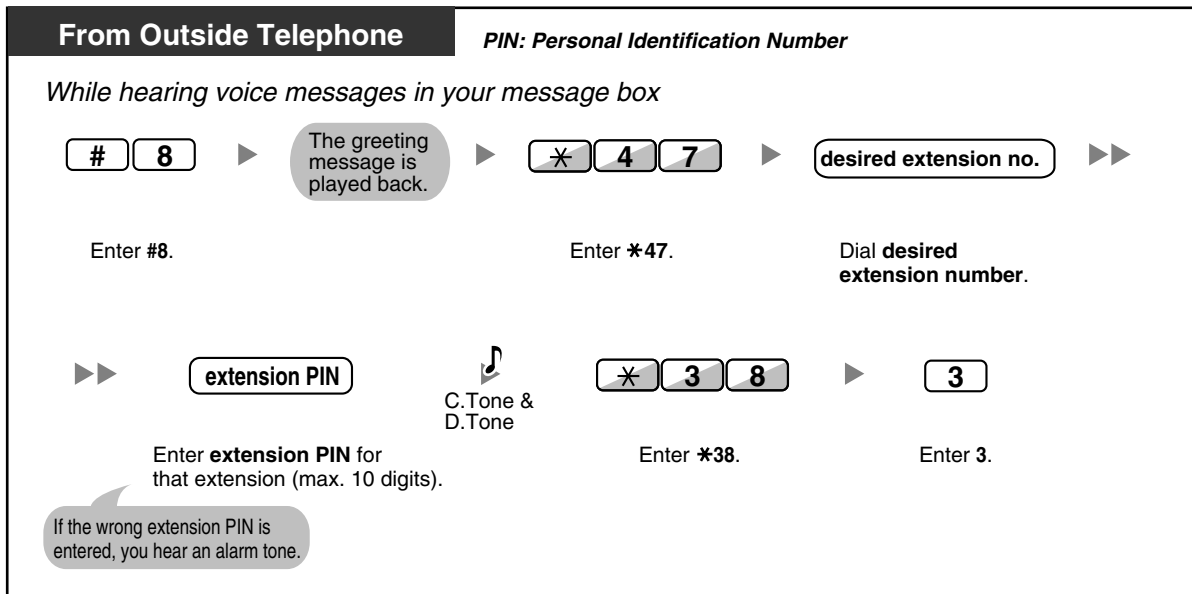 From Outside Telephone
PIN: Personal Identification Number
While hearing voice messages in your message box
# 8
The greeting
message is
played back.
* 4 7
desired extension no.
Enter #8.
Enter *47.
Dial desired
extension number.
extension PIN
C.Tone &
D.Tone
* 3 8
3
Enter extension PIN for
that extension (max. 10 digits).
Enter *38.
Enter 3.
If the wrong extension PIN is
entered, you hear an alarm tone.